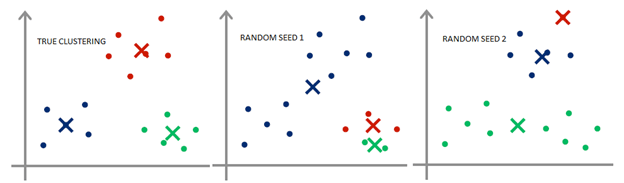 TRUE CLUSTERING
RANDOM SEED 1
RANDOM SEED 2